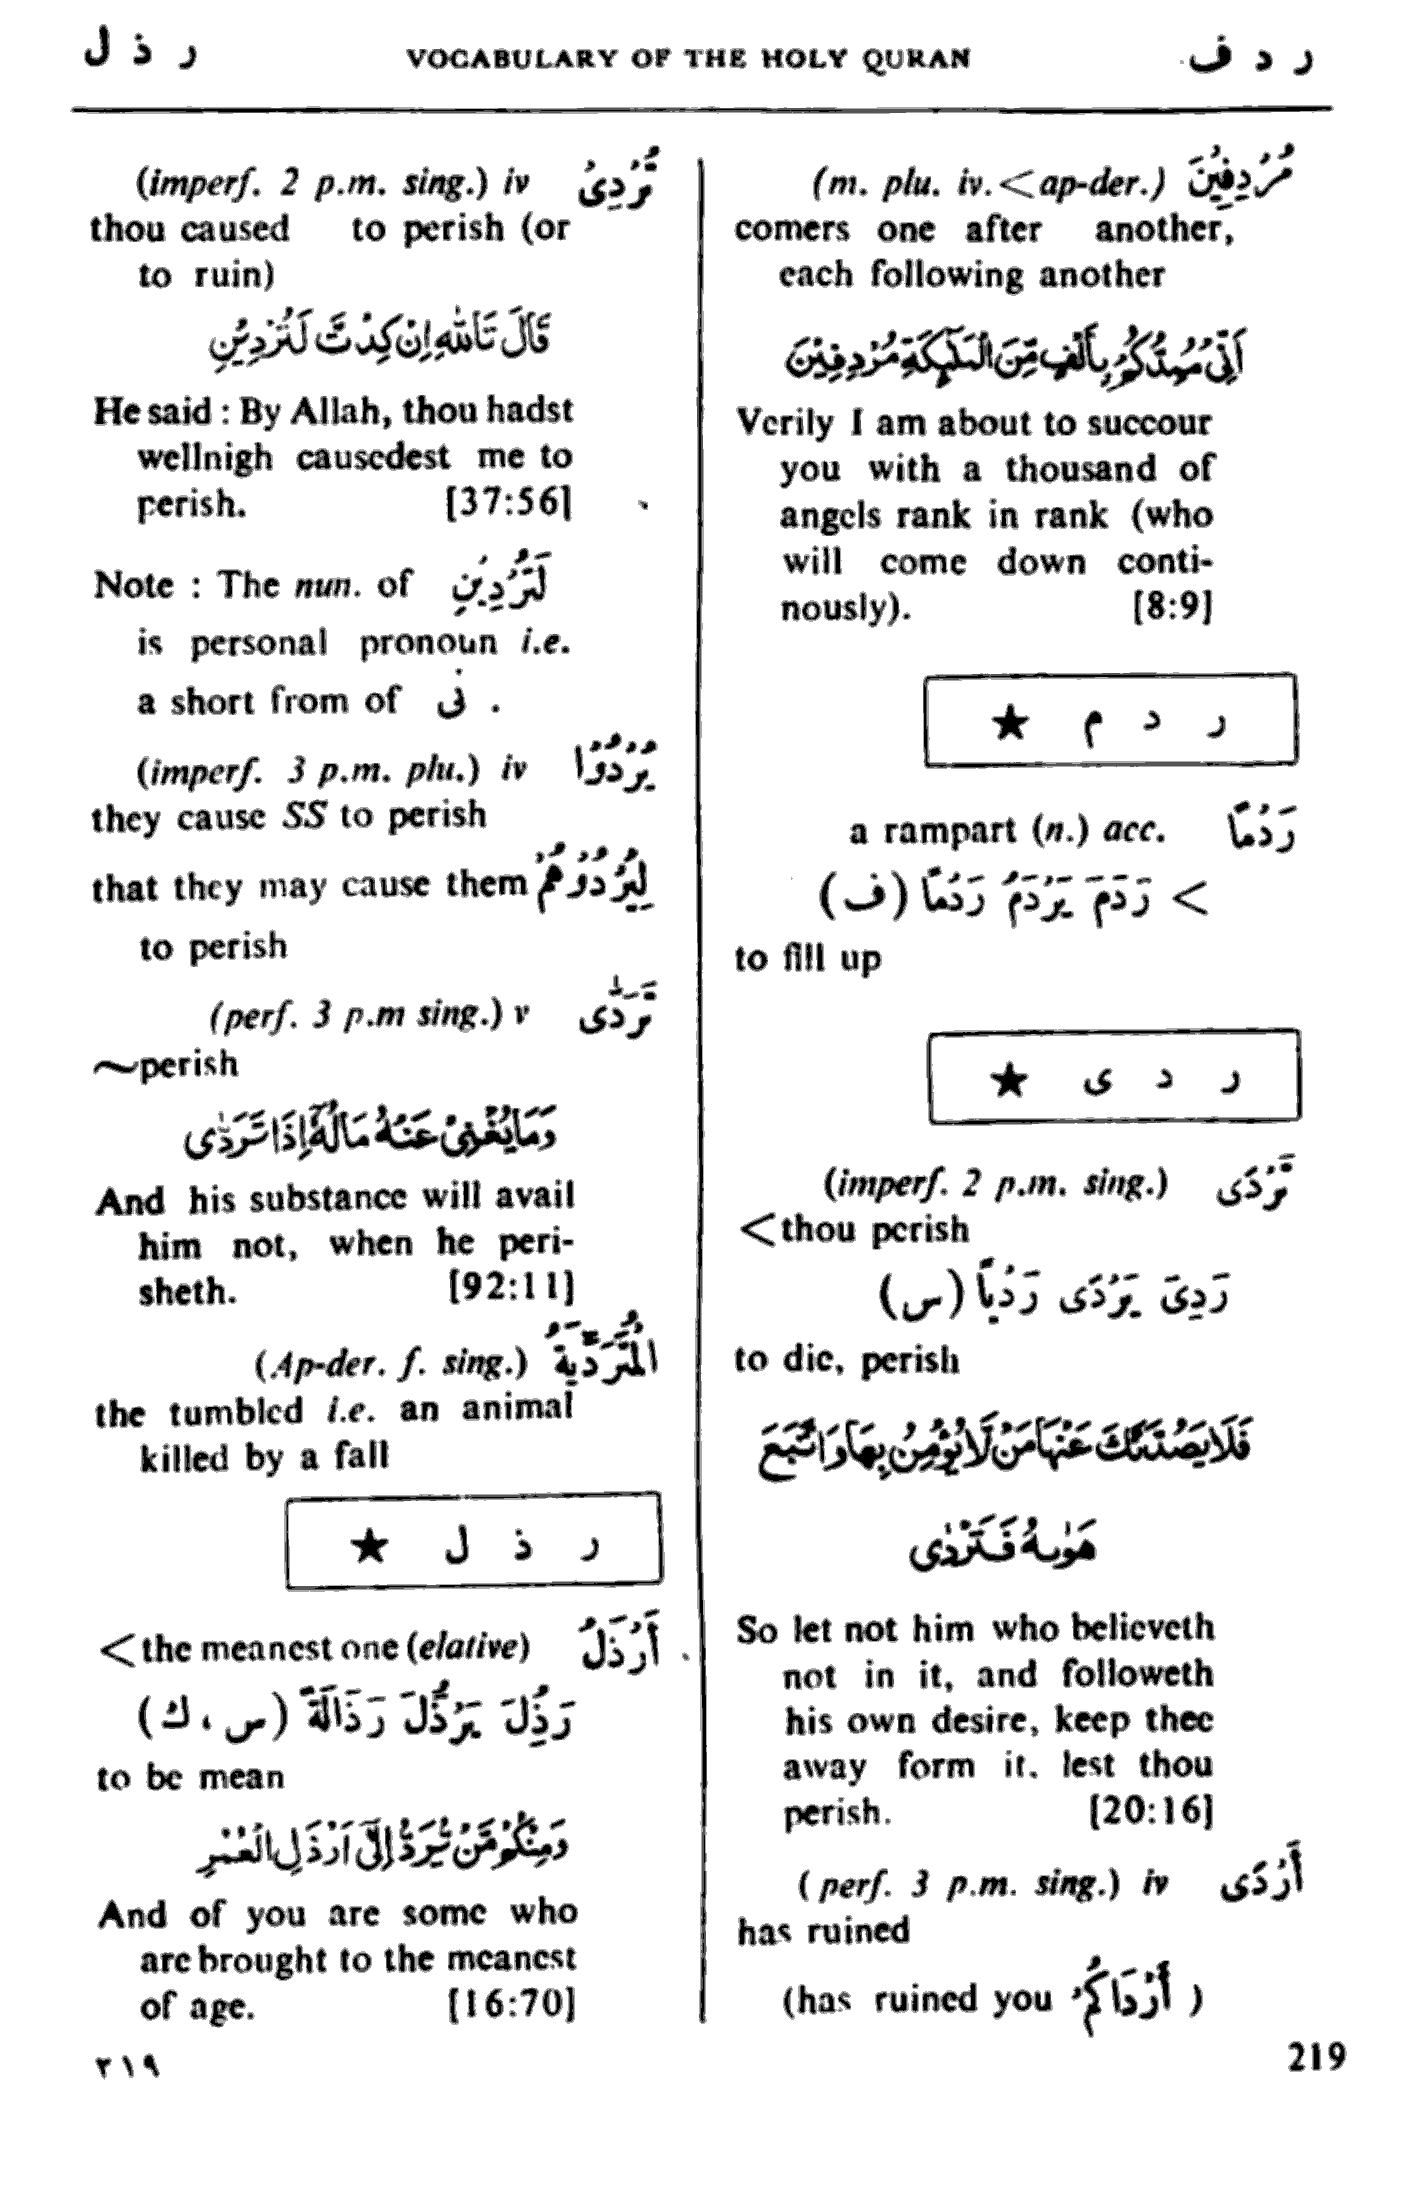 ر د ف VOCABULARY OF THE HOLY QURAN ر ذ ل
(m. plu. iv.<ap-der.) مُرْدِفِيْنَ
comers one after another,
each following another
اَنِّيْ مُمِدُّكُمْ بِاَلْفٍ مِّنَ الْمَلٰٓئِكَةِ مُرْدِفِيْنَ
Verily I am about to succour
you with a thousand of
angels rank in rank (who
will come down conti-
nously). [8:9]
ر د م ★
a rampart (n.) acc. رَدْماً
> رَدَمَ يَرْدَمُ رَدْماً (ف)
to fill up
ر د ى ★
(imperf. 2 p.m. sing.) تَرْدَى
<thou perish
رَدِىَ يَرْدَى رَدْياً (س)
to die, perish
فَلَا يَصُدَّنَّكَ عَنْهَا مَنْ لَّا يُؤْمِنُ بِهَا وَاتَّبَعَ
هَوٰىهُ فَتَرْدٰى
So let not him who believeth
not in it, and followeth
his own desire, keep thee
away form it. lest thou
perish. [20:16]
( perf. 3 p.m. sing.) iv أَرْدَى
has ruined
(has ruined you أَرْدَاكُمْ )
(imperf. 2 p.m. sing.) iv تُرْدِىْ
thou caused to perish (or
to ruin)
قَالَ تَاللّٰهِ اِنْ كِدْتَّ لَتُرْدِيْنِ
He said : By Allah, thou hadst
wellnigh causedest me to
perish. [37:56]
Note : The nun. of لَتُرْدِيْنِ
is personal pronoun i.e.
a short from of نى .
(imperf. 3 p.m. plu.) iv يُرْدُوْا
they cause SS to perish
that they may cause them لِيُرْدُوْهُمْ
to perish
(perf. 3 p.m sing.) v تَرَدّٰى
~perish
وَمَا يُغْنِيْ عَنْهُ مَالُهٗٓ اِذَا تَرَدّٰى
And his substance will avail
him not, when he peri-
sheth. [92:11]
(Ap-der. f. sing.) الْمُتَرَدِّيَةُ
the tumbled i.e. an animal
killed by a fall
ر ذ ل ★
<the meanest one (elative) أَرْذَلُ
رَذِلَ يَرْذَلُ رَذَالَةً (س ، ك)
to be mean
وَمِنْكُمْ مَّنْ يُّرَدُّ اِلٰٓى اَرْذَلِ الْعُمُرِ
And of you are some who
are brought to the meanest
of age. [16:70]
٢١٩ 219